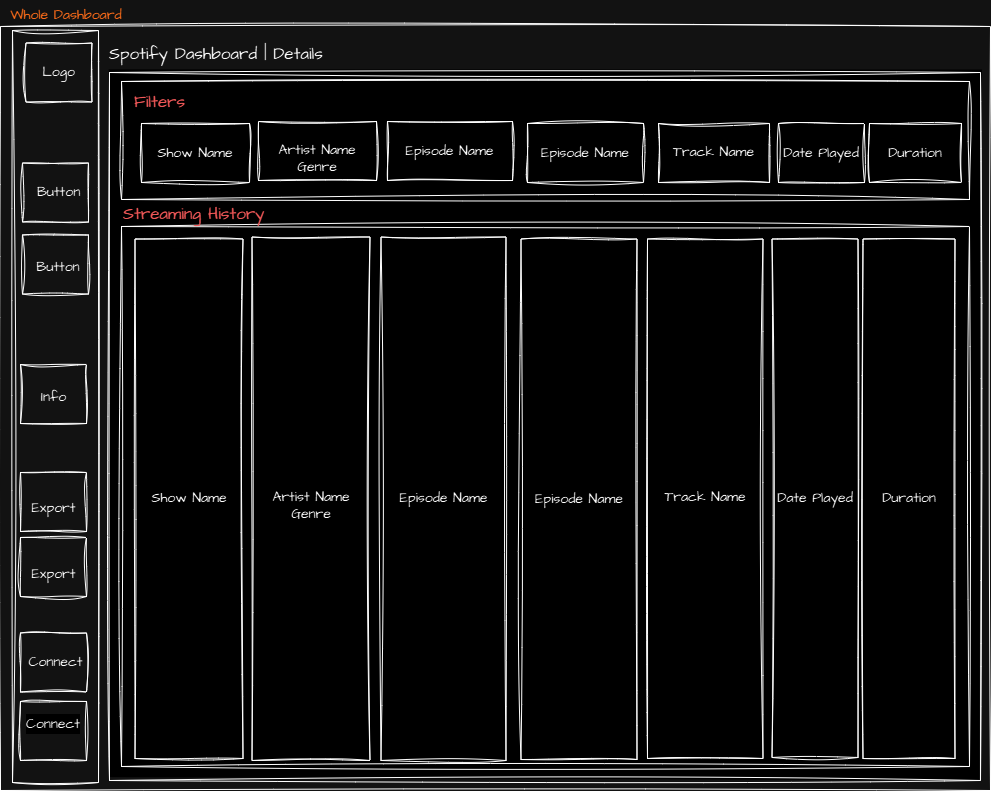 Whole Dashboard
Logo
Button
Button
Info
Export
Export
Connect
Connect
Spotify Dashboard | Details
Filters
Show Name
Artist Name
Genre
Episode Name
Episode Name
Track Name
Date Played
Duration
Streaming History
Show Name
Artist Name
Genre
Episode Name
Episode Name
Track Name
Date Played
Duration